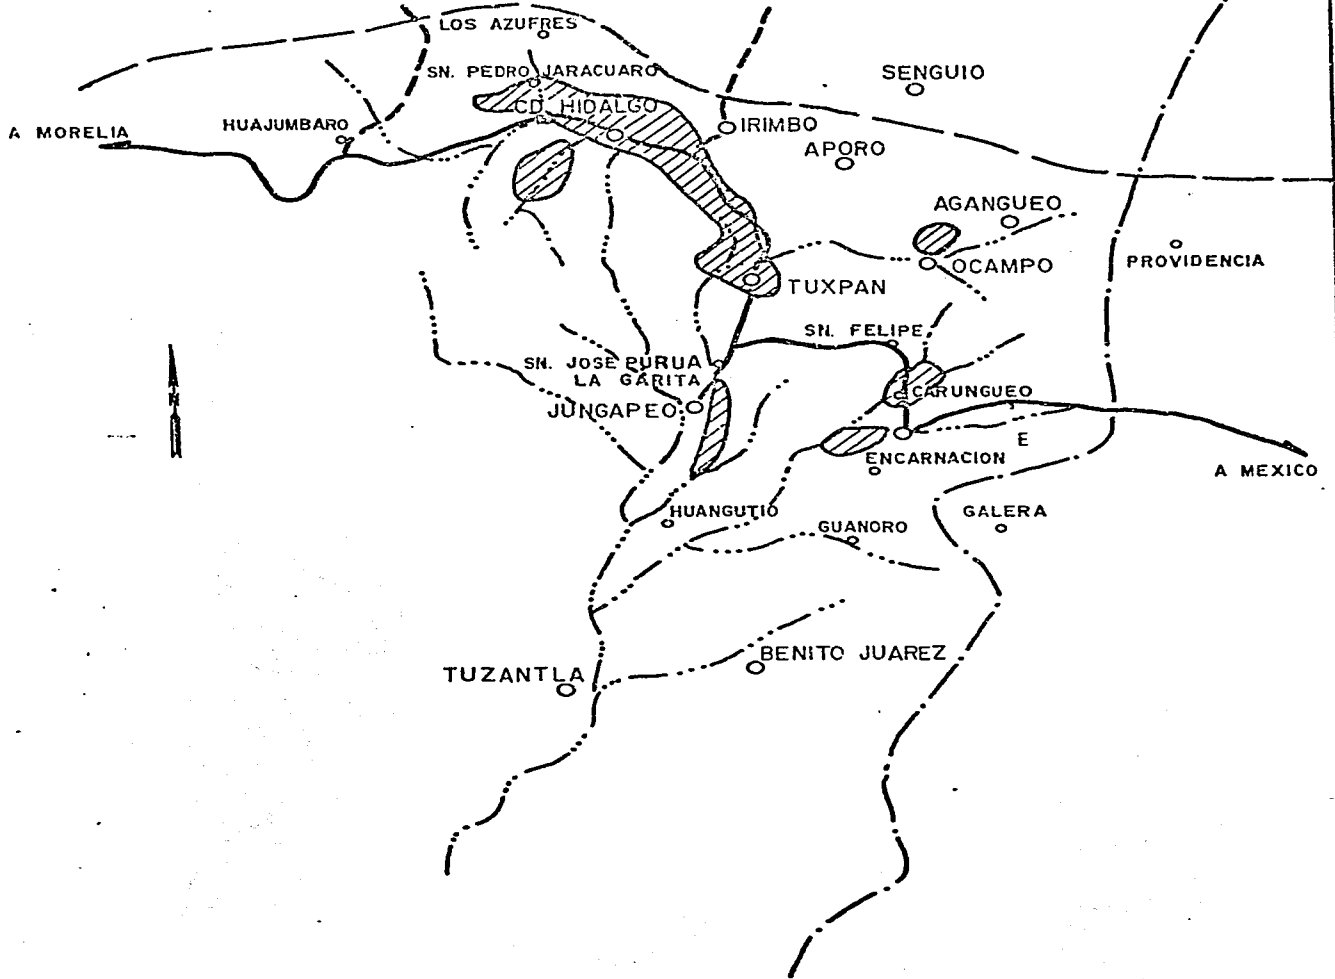 LOS AZUFRES
SN. PEDRO JARACUARO
SENGUIO
CD. HIDALGO
A MORELIA
HUAJUMBARO
IRIMBO
APORO
AGANGUEO
OCAMPO
PROVIDENCIA
TUXPAN
SN. FELIPE
SN. JOSE PURUA
LA GARITA
CARUNGUEO
JUNGAPEO
N
E
ENCARNACION
A MEXICO
HUANGUTIO
GUANORO
GALERA
BENITO JUAREZ
TUZANTLA